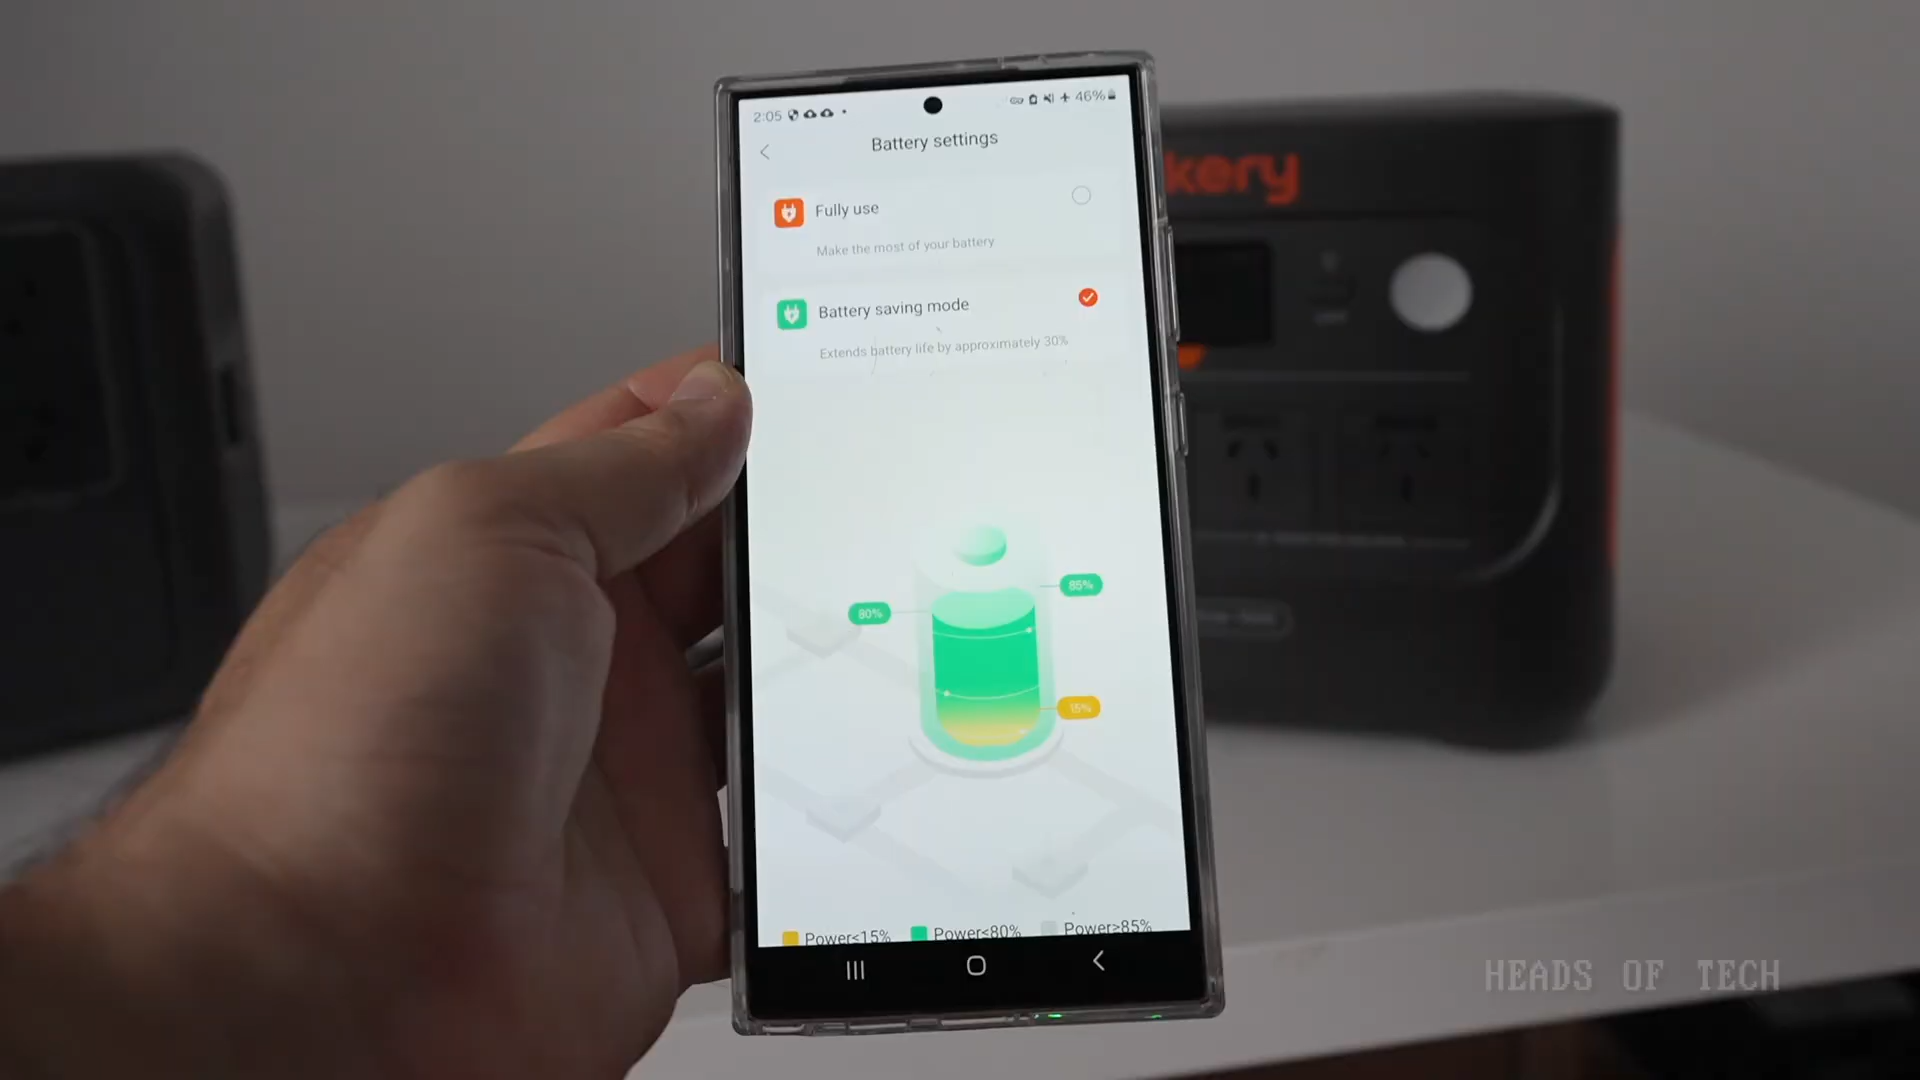 2:05
46%
Battery settings
Fully use
Make the most of your battery
Battery saving mode
Extends battery life by approximately 30%
85%
80%
15%
Power≤15%
Power≤80%
Power≥85%
kery
HEADS OF TECH